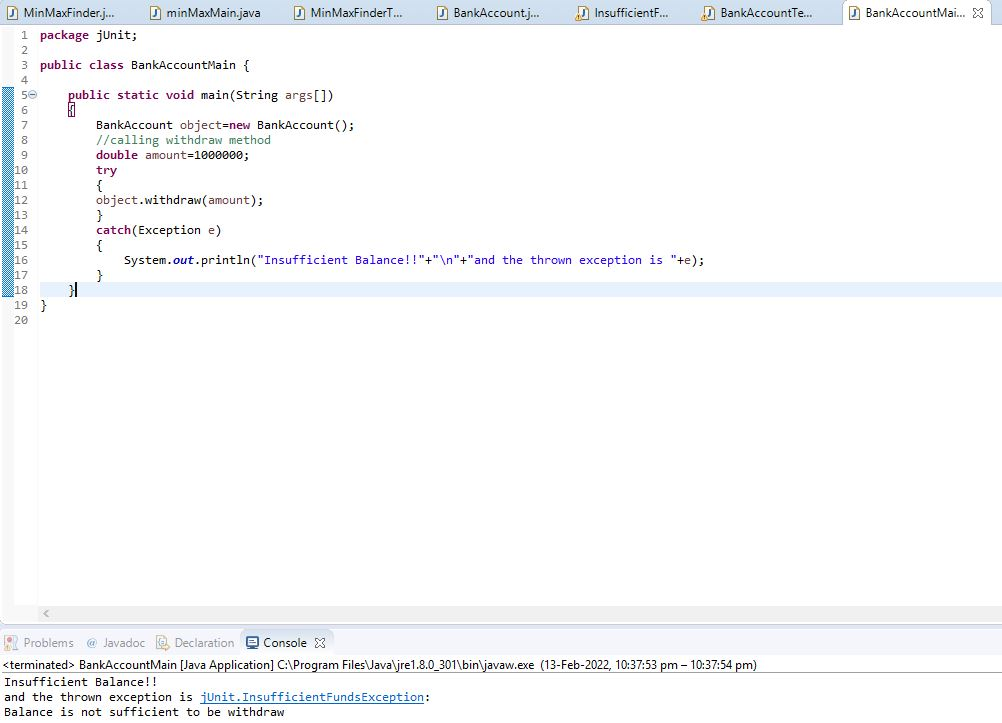 MinMaxFinder.j... minMaxMain.java MinMaxFinderT... BankAccount.j... InsufficientF... BankAccountTe... BankAccountMai...
1 package jUnit;
2
3 public class BankAccountMain {
4
5 public static void main(String args[])
6 {
7 BankAccount object=new BankAccount();
8 //calling withdraw method
9 double amount=1000000;
10 try
11 {
12 object.withdraw(amount);
13 }
14 catch(Exception e)
15 {
16 System.out.println("Insufficient Balance!!"+"\n"+"and the thrown exception is "+e);
17 }
18 }
19 }
20
Problems @ Javadoc Declaration Console
<terminated> BankAccountMain [Java Application] C:\Program Files\Java\jre1.8.0_301\bin\javaw.exe (13-Feb-2022, 10:37:53 pm – 10:37:54 pm)
Insufficient Balance!!
and the thrown exception is jUnit.InsufficientFundsException:
Balance is not sufficient to be withdraw